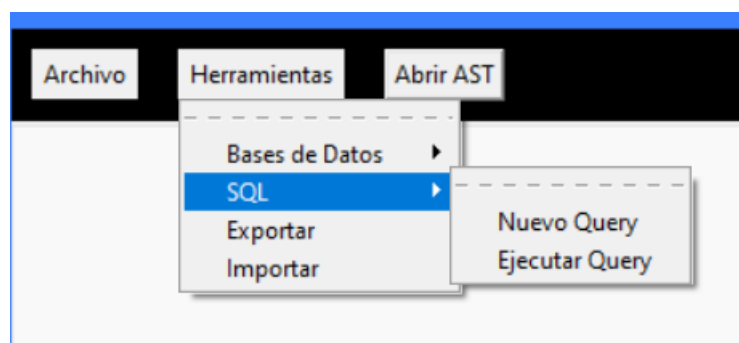 Archivo Herramientas Abrir AST
Bases de Datos
SQL
Exportar
Importar
Nuevo Query
Ejecutar Query